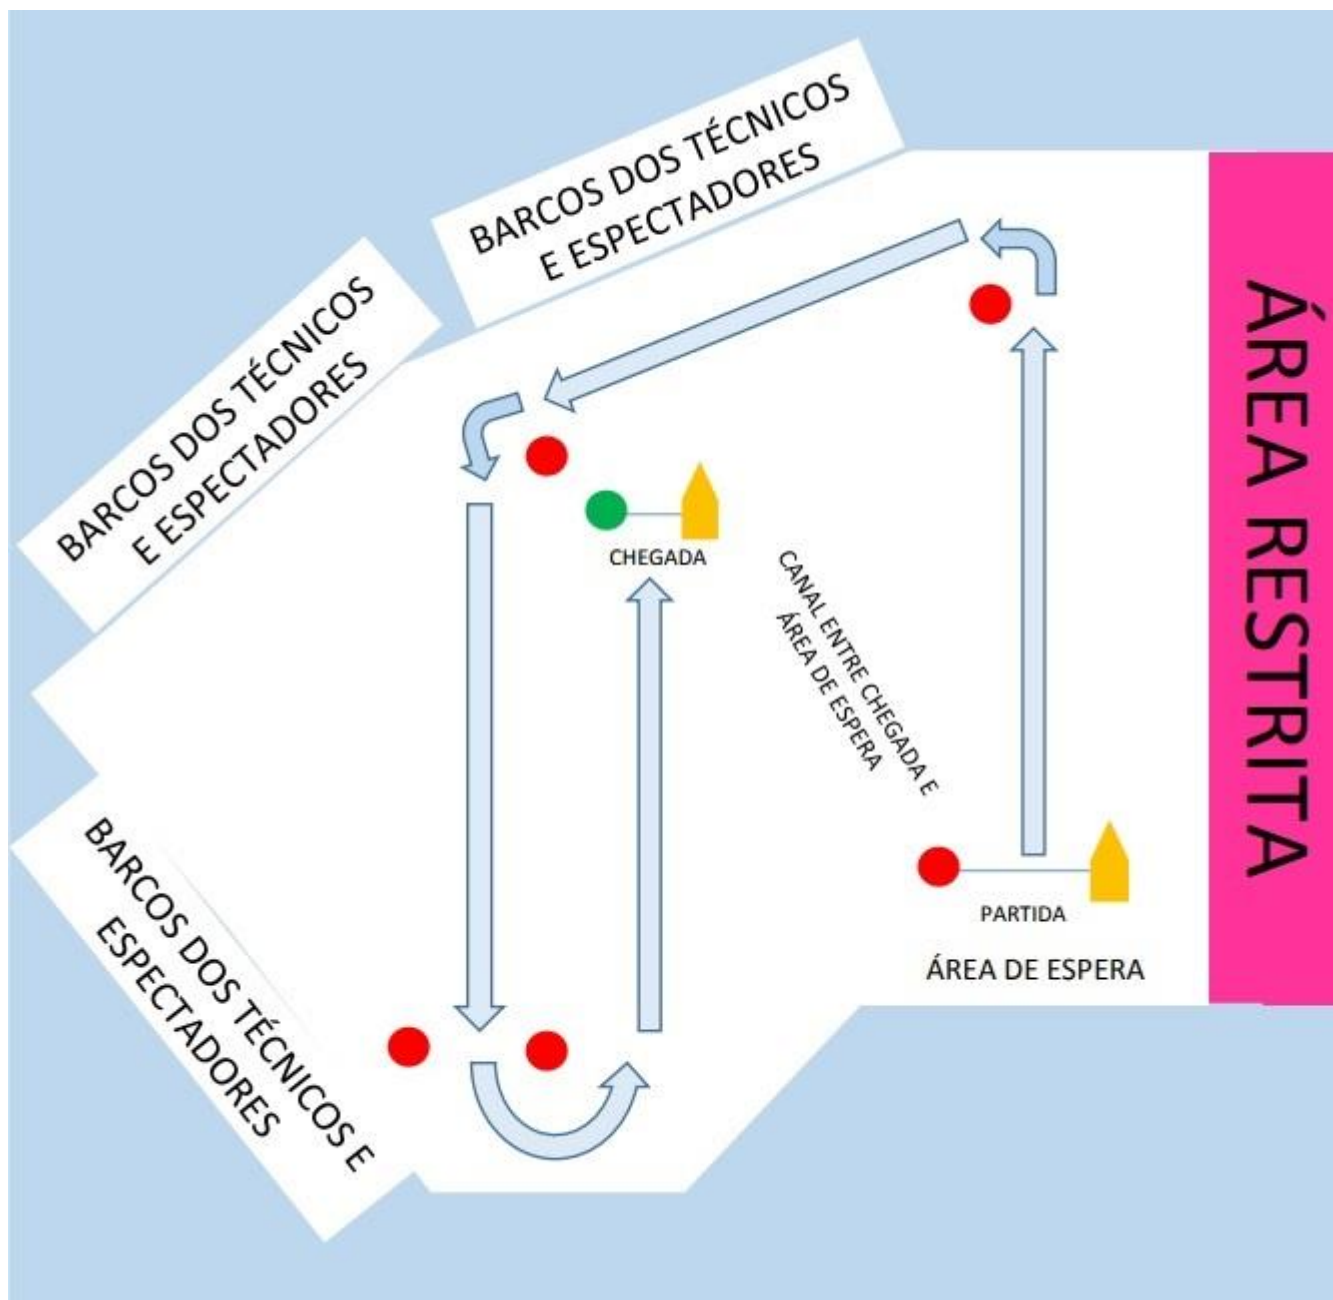 BARCOS DOS TÉCNICOS
E ESPECTADORES
BARCOS DOS TÉCNICOS
E ESPECTADORES
ÁREA RESTRITA
CHEGADA
CANAL ENTRE CHEGADA E
ÁREA DE ESPERA
PARTIDA
ÁREA DE ESPERA
BARCOS DOS TÉCNICOS E
ESPECTADORES